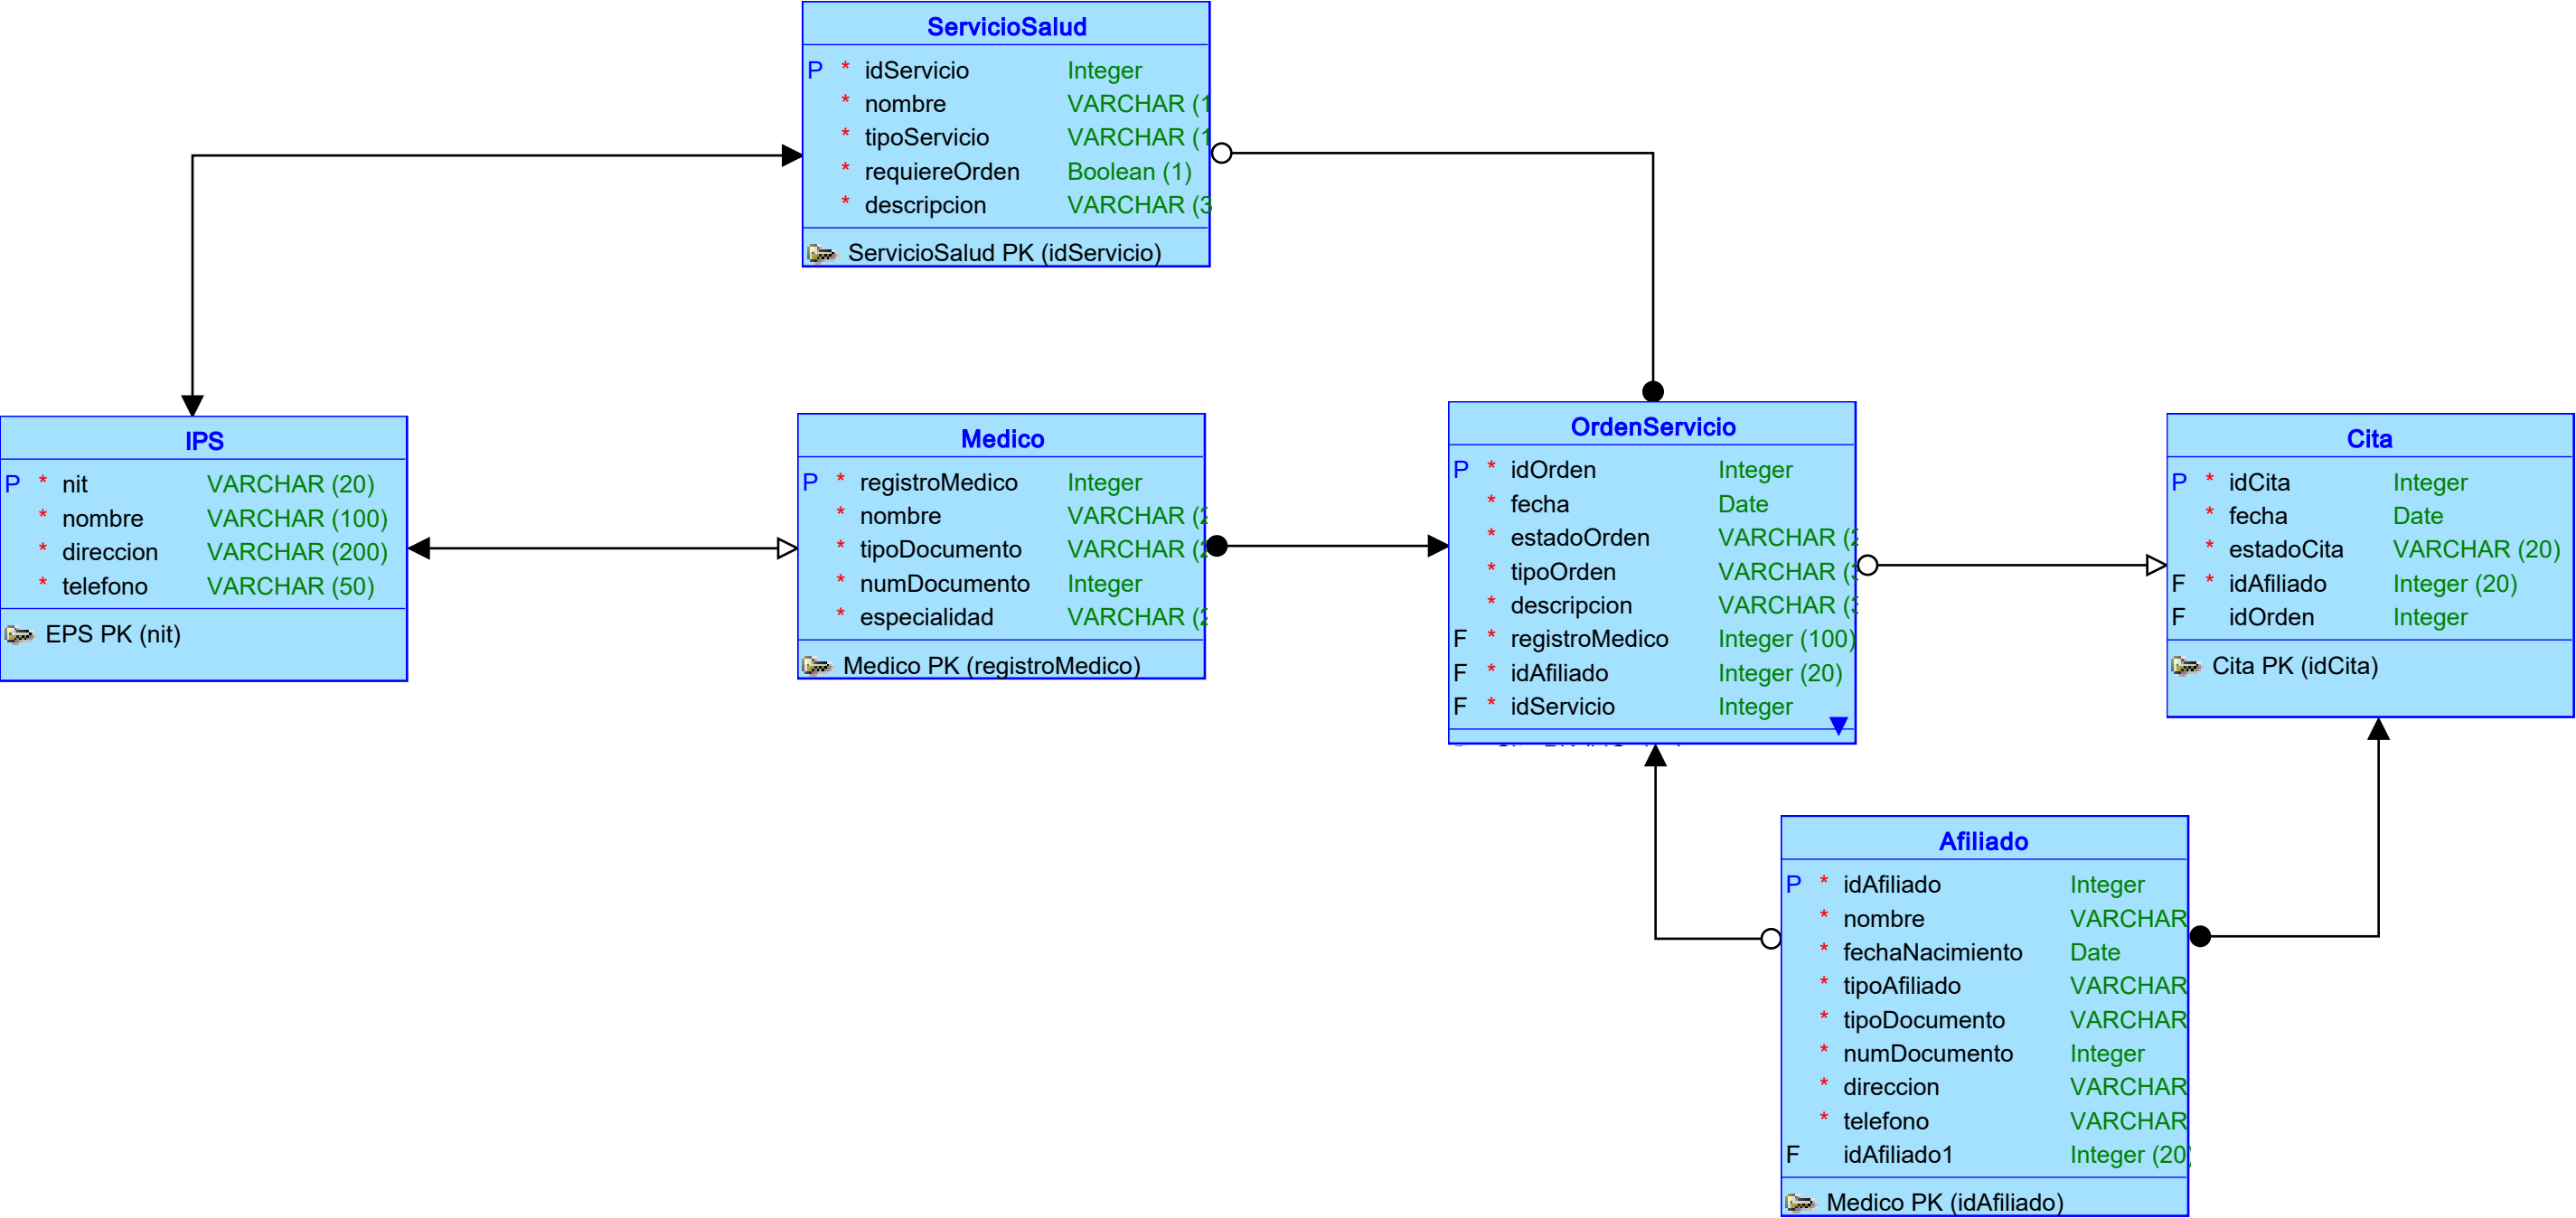 ServicioSalud
P * idServicio Integer
* nombre VARCHAR (1
* tipoServicio VARCHAR (1
* requiereOrden Boolean (1)
* descripcion VARCHAR (3
ServicioSalud PK (idServicio)
IPS
P * nit VARCHAR (20)
* nombre VARCHAR (100)
* direccion VARCHAR (200)
* telefono VARCHAR (50)
EPS PK (nit)
Medico
P * registroMedico Integer
* nombre VARCHAR (2
* tipoDocumento VARCHAR (2
* numDocumento Integer
* especialidad VARCHAR (2
Medico PK (registroMedico)
OrdenServicio
P * idOrden Integer
* fecha Date
* estadoOrden VARCHAR (2
* tipoOrden VARCHAR (3
* descripcion VARCHAR (3
F * registroMedico Integer (100)
F * idAfiliado Integer (20)
F * idServicio Integer
Cita
P * idCita Integer
* fecha Date
* estadoCita VARCHAR (20)
F * idAfiliado Integer (20)
F idOrden Integer
Cita PK (idCita)
Afiliado
P * idAfiliado Integer
* nombre VARCHAR
* fechaNacimiento Date
* tipoAfiliado VARCHAR
* tipoDocumento VARCHAR
* numDocumento Integer
* direccion VARCHAR
* telefono VARCHAR
F idAfiliado1 Integer (20)
Medico PK (idAfiliado)